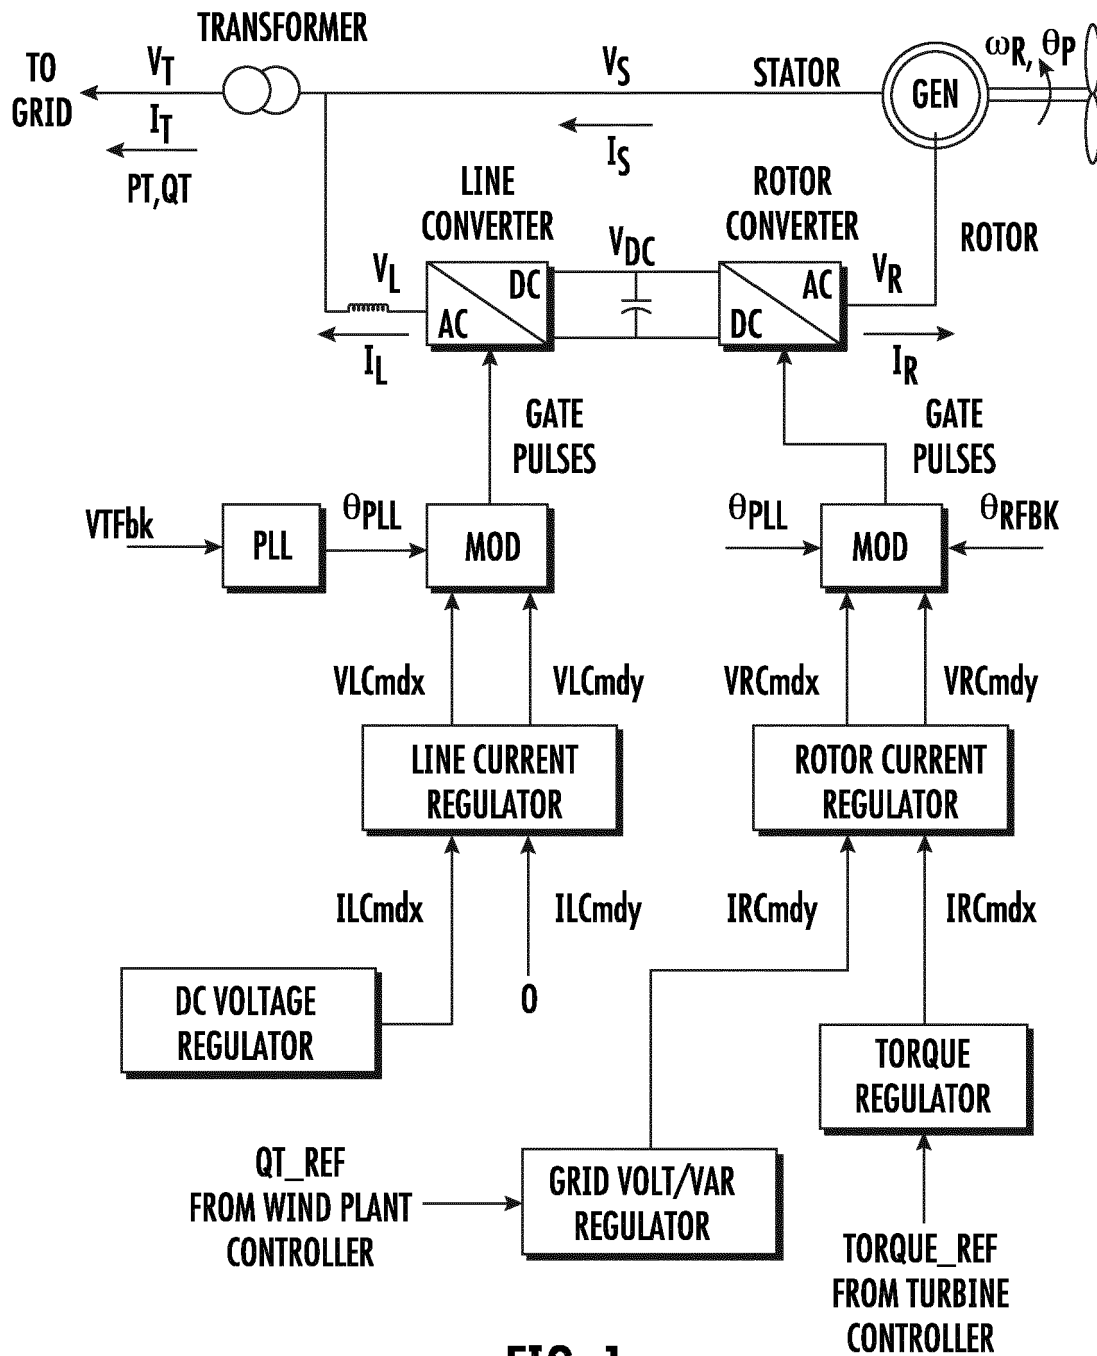 TRANSFORMER
TO
GRID
VT
IT
PT,QT
VS
IS
STATOR
GEN
ωR, θP
LINE
CONVERTER
ROTOR
CONVERTER
ROTOR
VL
DC
AC
VDC
AC
DC
VR
IL
IR
GATE
PULSES
GATE
PULSES
VTFbk
PLL
θPLL
MOD
θPLL
MOD
θRFBK
VLCmdx
VLCmdy
VRCmdx
VRCmdy
LINE CURRENT
REGULATOR
ROTOR CURRENT
REGULATOR
ILCmdx
ILCmdy
IRCmdy
IRCmdx
DC VOLTAGE
REGULATOR
0
TORQUE
REGULATOR
QT_REF
FROM WIND PLANT
CONTROLLER
GRID VOLT/VAR
REGULATOR
TORQUE_REF
FROM TURBINE
CONTROLLER
FIG. 1